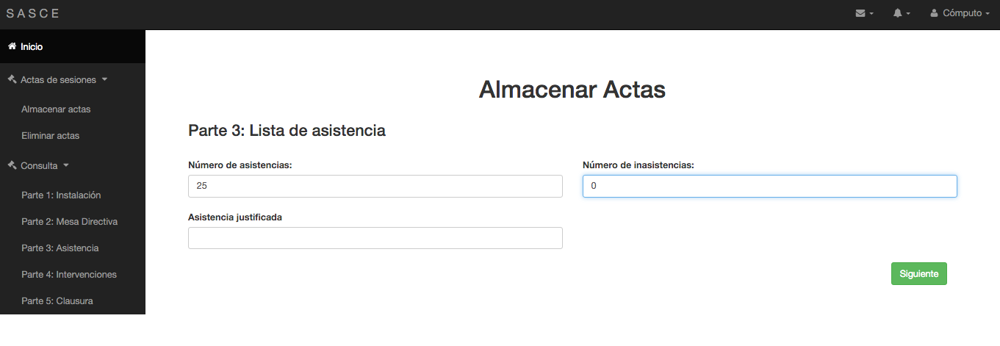 SASCE
Cómputo
Inicio
Actas de sesiones
Almacenar actas
Eliminar actas
Consulta
Parte 1: Instalación
Parte 2: Mesa Directiva
Parte 3: Asistencia
Parte 4: Intervenciones
Parte 5: Clausura
Almacenar Actas
Parte 3: Lista de asistencia
Número de asistencias:
Número de inasistencias:
25
0
Asistencia justificada
Siguiente